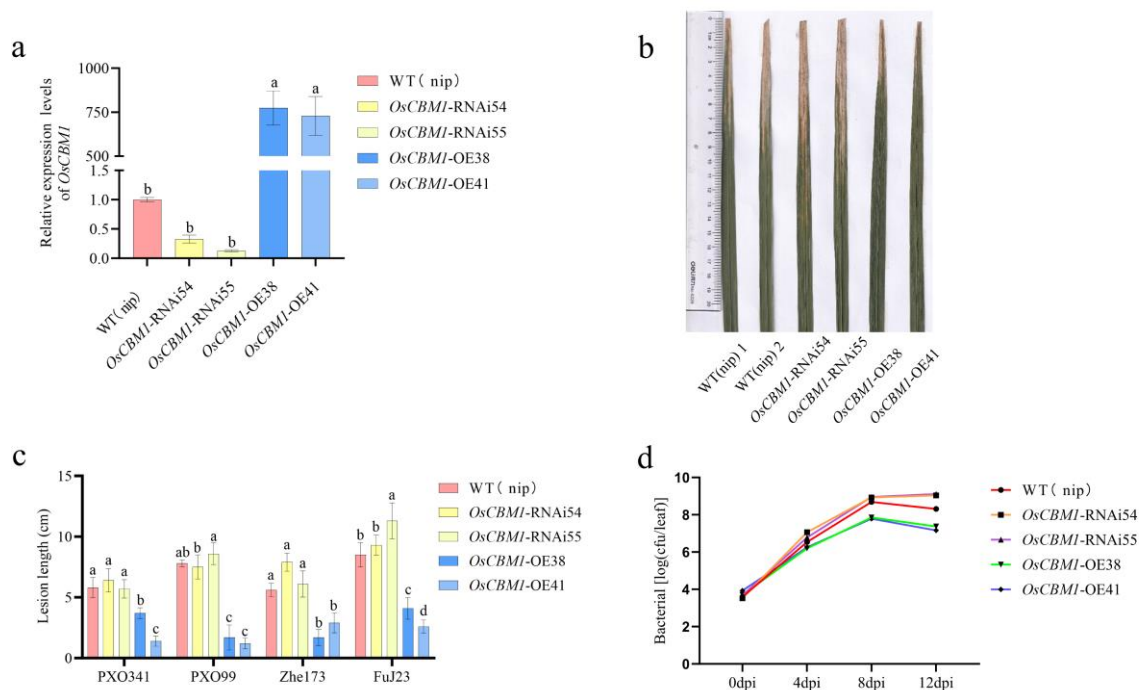 a
Relative expression levels
of OsCBM1
1000
750
500
1.0
0.5
0.0
b
b
b
a
a
WT( nip)
OsCBM1-RNAi54
OsCBM1-RNAi55
OsCBM1-OE38
OsCBM1-OE41
WT( nip)
OsCBM1-RNAi54
OsCBM1-RNAi55
OsCBM1-OE38
OsCBM1-OE41
b
WT(nip) 1
WT(nip) 2
OsCBM1-RNAi54
OsCBM1-RNAi55
OsCBM1-OE38
OsCBM1-OE41
c
Lesion length (cm)
15
10
5
0
a a a b c
ab b a c c
a a a b b
b b a c d
PXO341 PXO99 Zhe173 FuJ23
WT( nip)
OsCBM1-RNAi54
OsCBM1-RNAi55
OsCBM1-OE38
OsCBM1-OE41
d
Bacterial [log(cfu/leaf)]
10
8
6
4
2
0
0dpi 4dpi 8dpi 12dpi
WT( nip)
OsCBM1-RNAi54
OsCBM1-RNAi55
OsCBM1-OE38
OsCBM1-OE41